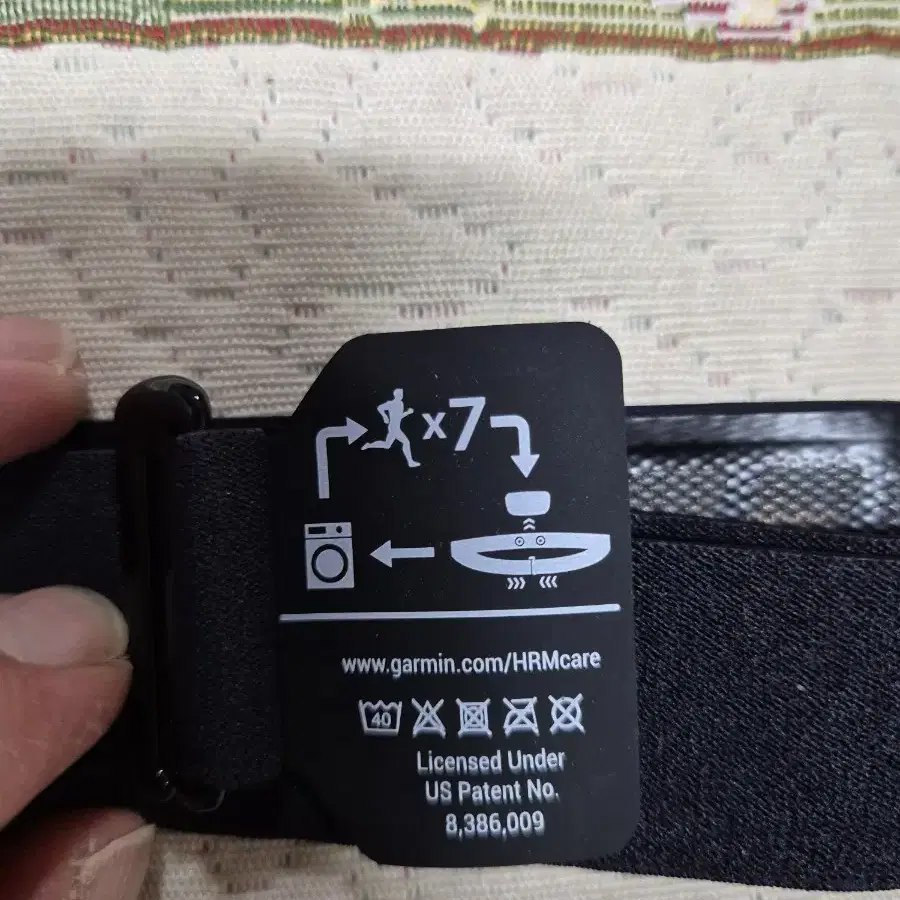 x7
www.garmin.com/HRMcare
40
Licensed Under
US Patent No.
8,386,009